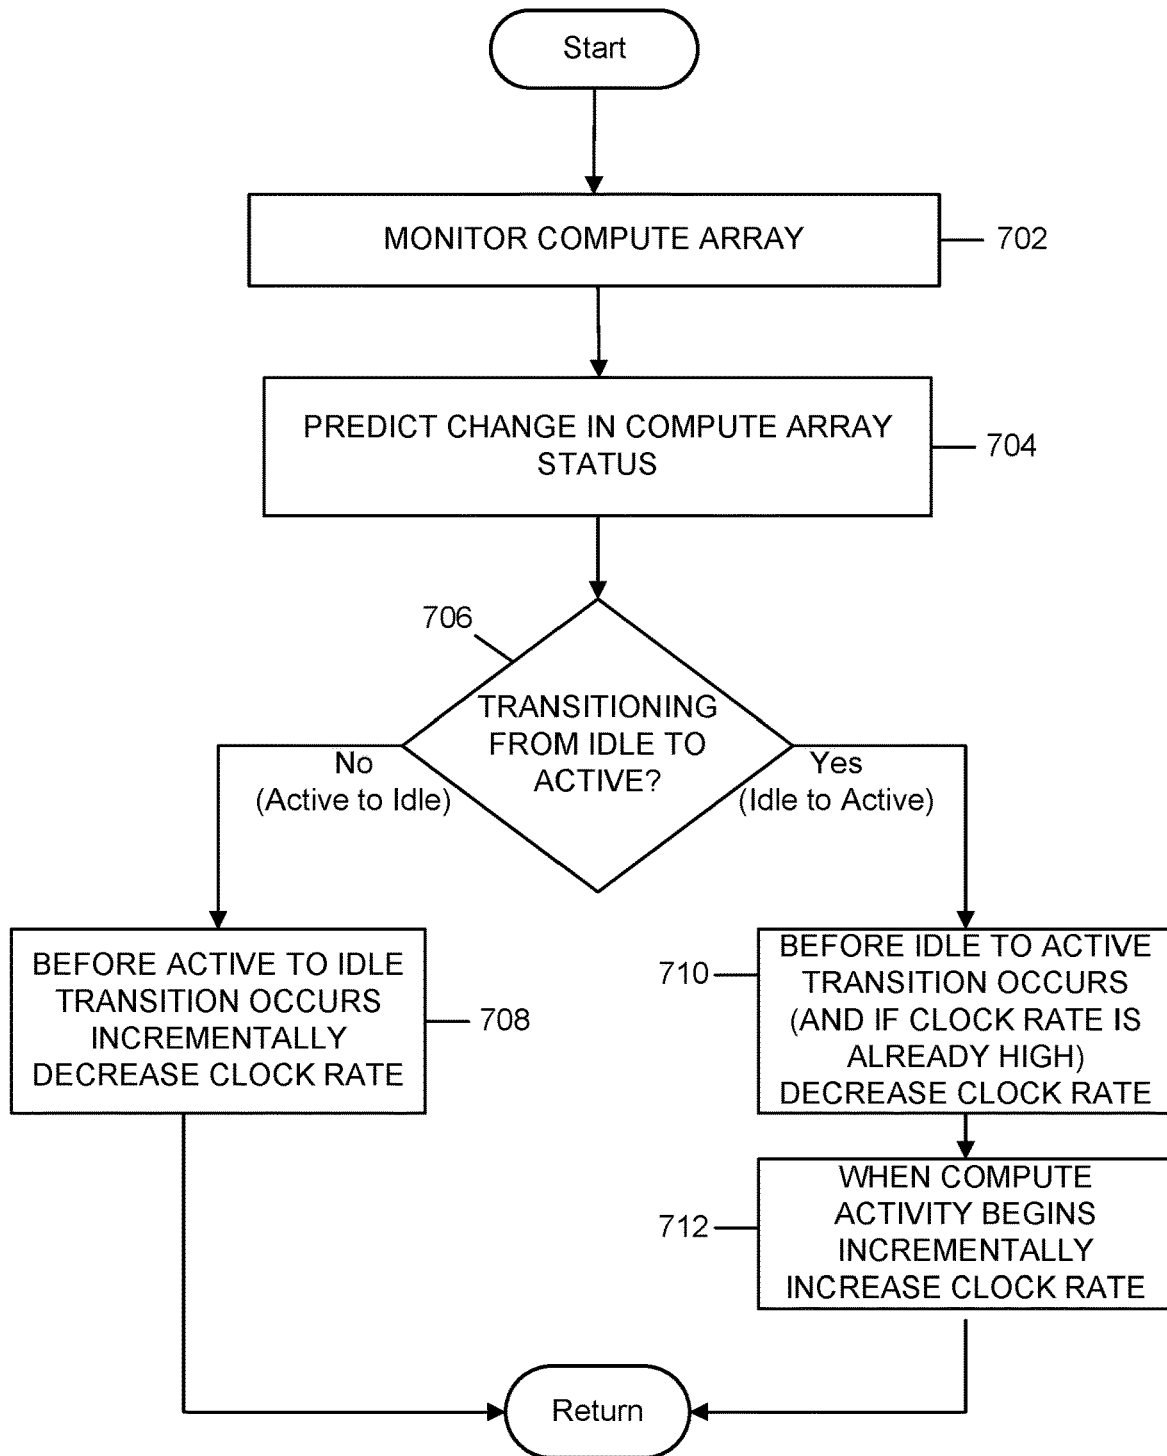 Start
MONITOR COMPUTE ARRAY
702
PREDICT CHANGE IN COMPUTE ARRAY
STATUS
704
706
TRANSITIONING
FROM IDLE TO
ACTIVE?
No
(Active to Idle)
Yes
(Idle to Active)
BEFORE ACTIVE TO IDLE
TRANSITION OCCURS
INCREMENTALLY
DECREASE CLOCK RATE
708
710
BEFORE IDLE TO ACTIVE
TRANSITION OCCURS
(AND IF CLOCK RATE IS
ALREADY HIGH)
DECREASE CLOCK RATE
712
WHEN COMPUTE
ACTIVITY BEGINS
INCREMENTALLY
INCREASE CLOCK RATE
Return